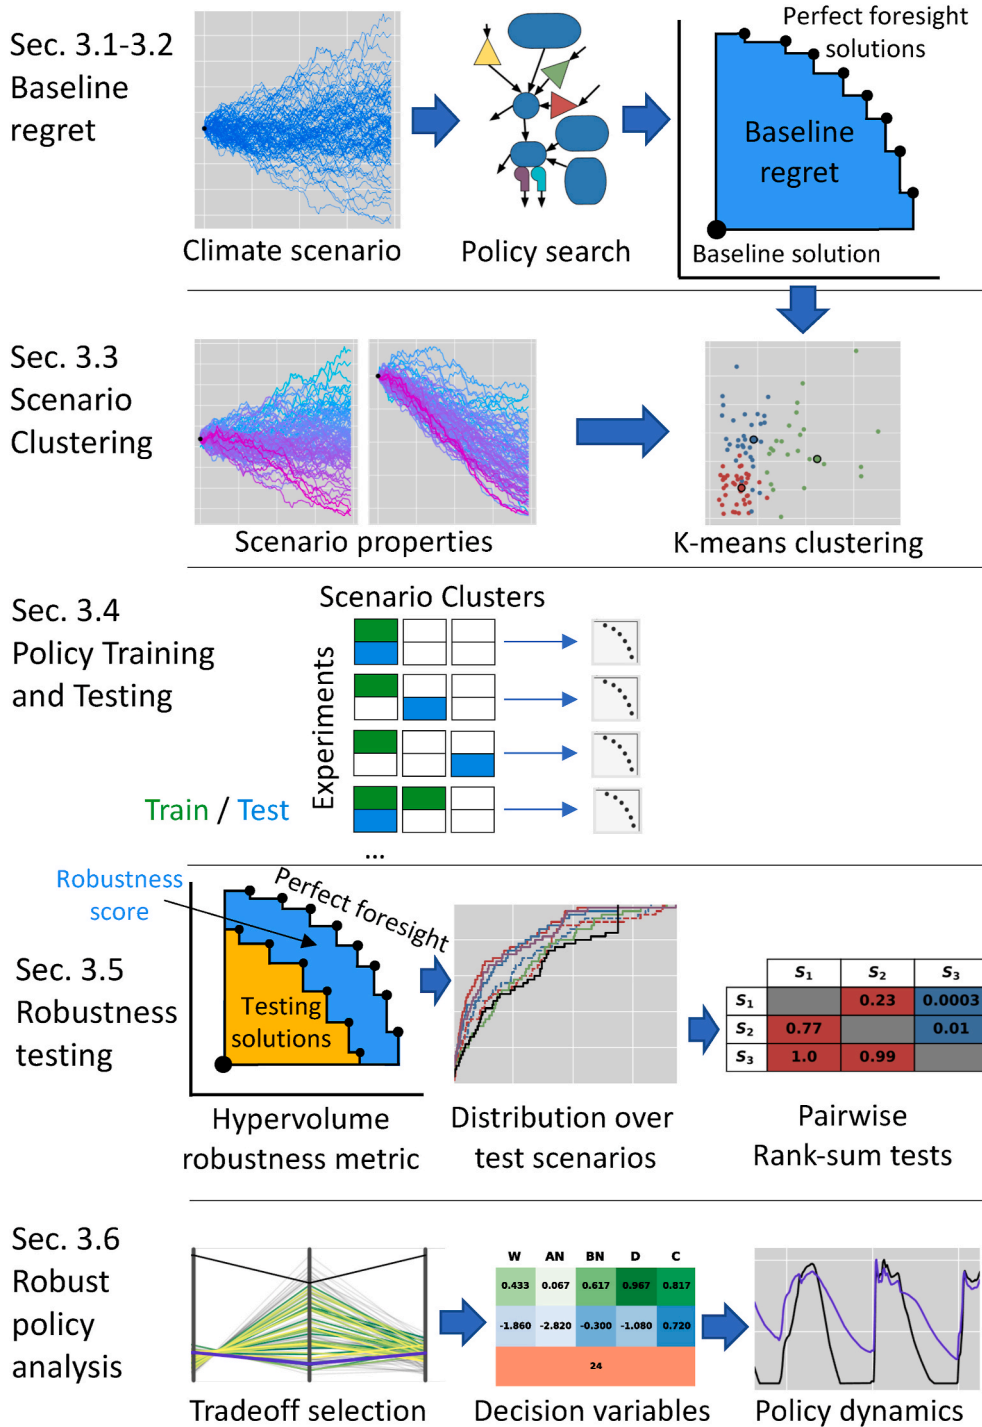 Sec. 3.1-3.2
Baseline
regret
Climate scenario
Policy search
Perfect foresight
solutions
Baseline
regret
Baseline solution
Sec. 3.3
Scenario
Clustering
Scenario properties
K-means clustering
Sec. 3.4
Policy Training
and Testing
Train / Test
Scenario Clusters
Experiments
...
Sec. 3.5
Robustness
testing
Robustness
score
Perfect foresight
Testing
solutions
Hypervolume
robustness metric
Distribution over
test scenarios
S1 S2 S3
S1 0.23 0.0003
S2 0.77 0.01
S3 1.0 0.99
Pairwise
Rank-sum tests
Sec. 3.6
Robust
policy
analysis
Tradeoff selection
W AN BN D C
0.433 0.067 0.617 0.967 0.817
-1.860 -2.820 -0.300 -1.080 0.720
24
Decision variables
Policy dynamics